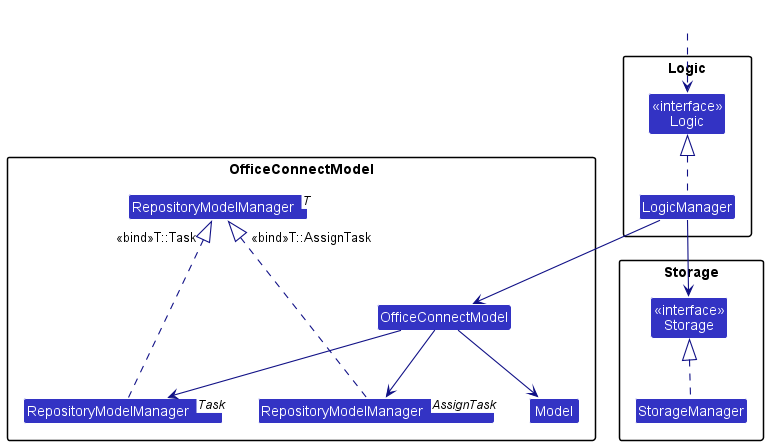 Logic
«interface»
Logic
LogicManager
OfficeConnectModel
RepositoryModelManager T
«bind»T::Task
«bind»T::AssignTask
OfficeConnectModel
RepositoryModelManager Task
RepositoryModelManager AssignTask
Model
Storage
«interface»
Storage
StorageManager